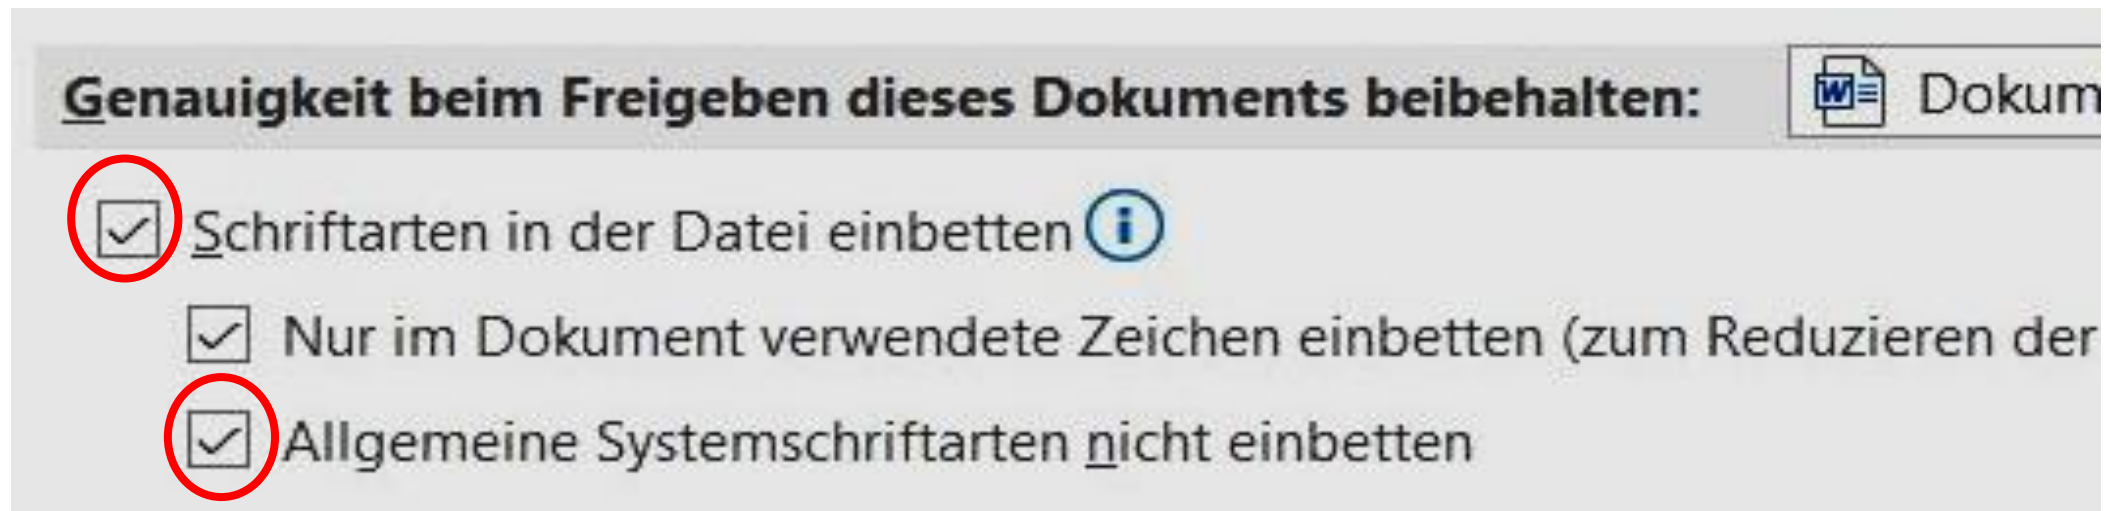 Genauigkeit beim Freigeben dieses Dokuments beibehalten: Dokum
Schriftarten in der Datei einbetten
Nur im Dokument verwendete Zeichen einbetten (zum Reduzieren der
Allgemeine Systemschriftarten nicht einbetten